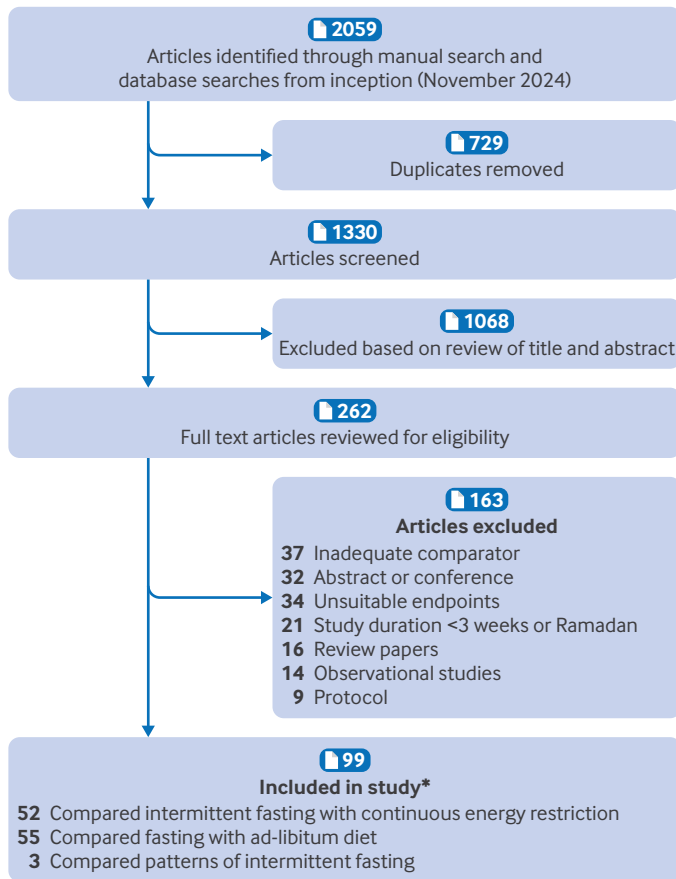 2059
Articles identified through manual search and
database searches from inception (November 2024)
729
Duplicates removed
1330
Articles screened
1068
Excluded based on review of title and abstract
262
Full text articles reviewed for eligibility
163
Articles excluded
37 Inadequate comparator
32 Abstract or conference
34 Unsuitable endpoints
21 Study duration <3 weeks or Ramadan
16 Review papers
14 Observational studies
9 Protocol
99
Included in study*
52 Compared intermittent fasting with continuous energy restriction
55 Compared fasting with ad-libitum diet
3 Compared patterns of intermittent fasting